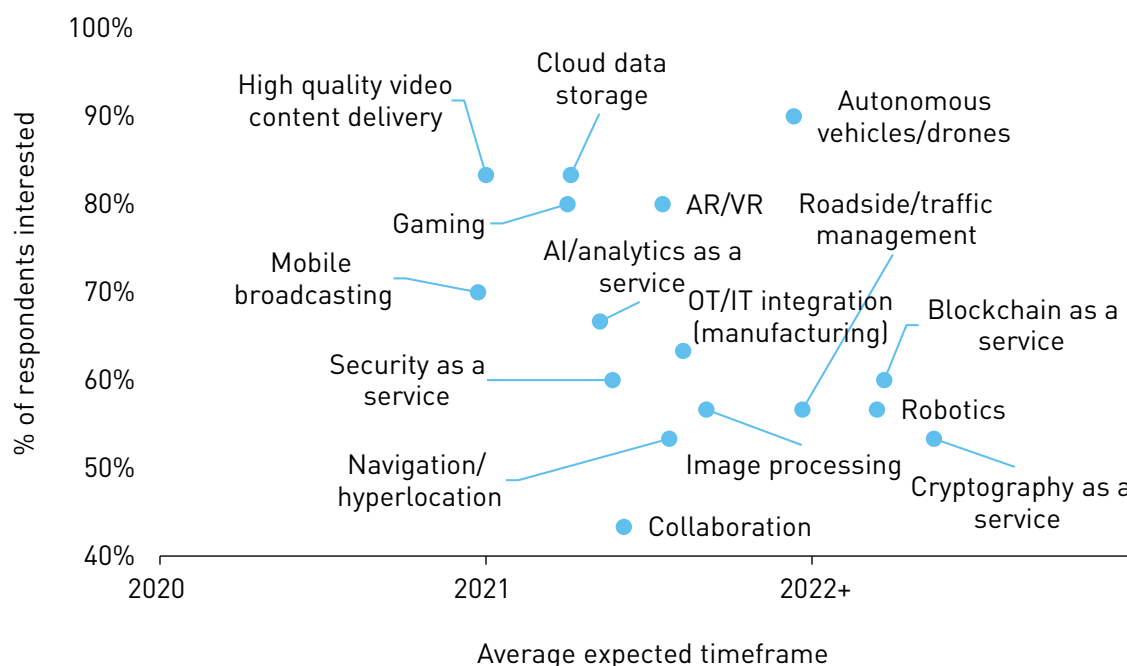 100%
Cloud data
storage
High quality video
content delivery
90%
Autonomous
vehicles/drones
80%
Gaming
AR/VR
Roadside/traffic
management
AI/analytics as a
service
Mobile
broadcasting
70%
OT/IT integration
(manufacturing)
Blockchain as a
service
Security as a
service
60%
Robotics
Navigation/
hyperlocation
50%
Image processing
Cryptography as a
service
Collaboration
40%
2020
2021
2022+
Average expected timeframe
% of respondents interested